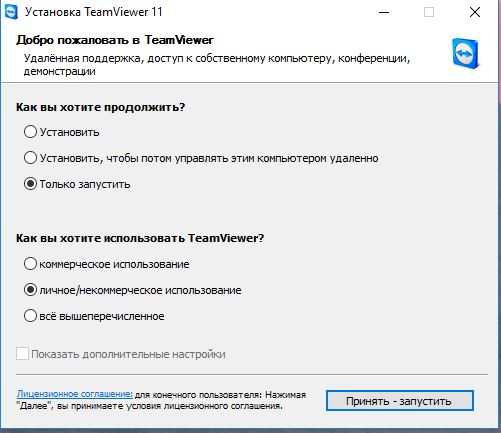 Установка TeamViewer 11
Добро пожаловать в TeamViewer
Удалённая поддержка, доступ к собственному компьютеру, конференции,
демонстрации
Как вы хотите продолжить?
Установить
Установить, чтобы потом управлять этим компьютером удаленно
Только запустить
Как вы хотите использовать TeamViewer?
коммерческое использование
личное/некоммерческое использование
всё вышеперечисленное
Показать дополнительные настройки
Лицензионное соглашение: для конечного пользователя: Нажимая
"Далее", вы принимаете условия лицензионного соглашения.
Принять - запустить